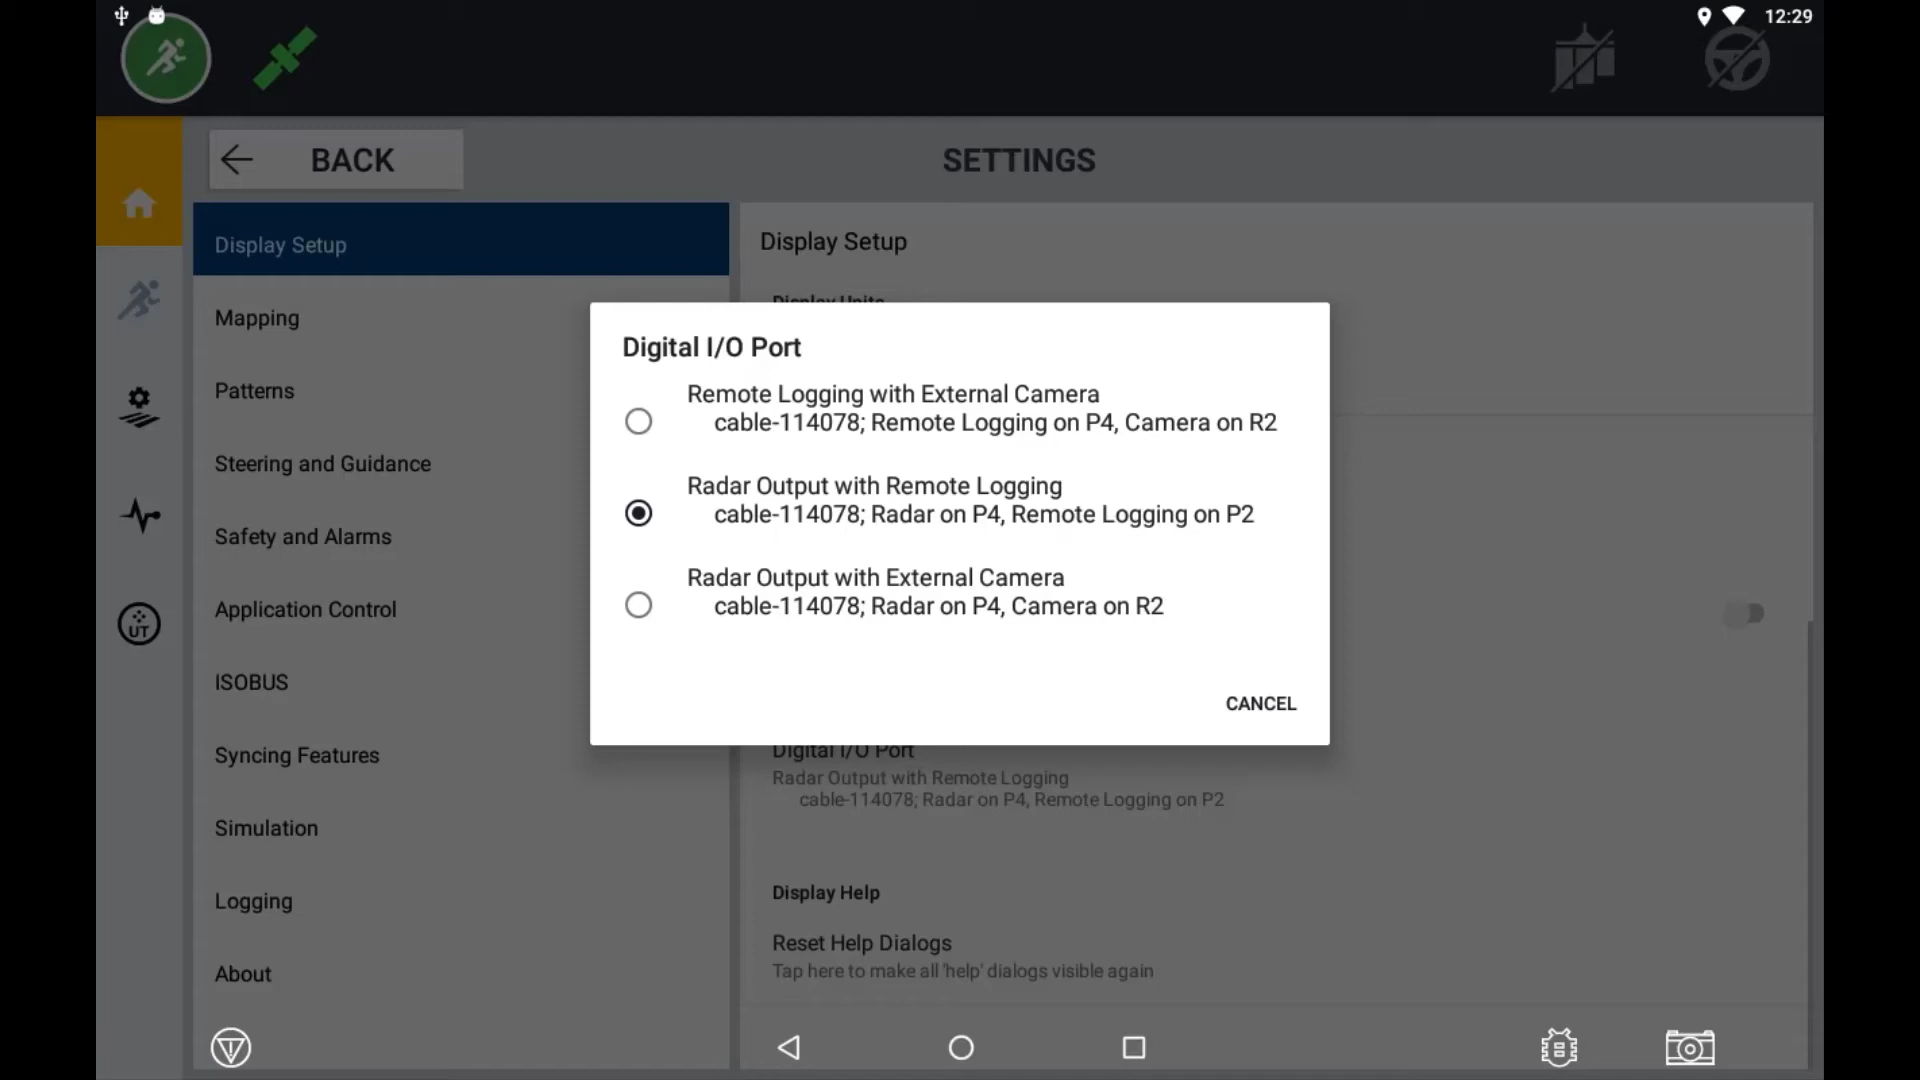 12:29
BACK
SETTINGS
Display Setup
Mapping
Patterns
Steering and Guidance
Safety and Alarms
Application Control
ISOBUS
Syncing Features
Simulation
Logging
About
UT
Display Setup
Display Units
Digital I/O Port
Remote Logging with External Camera
cable-114078; Remote Logging on P4, Camera on R2
Radar Output with Remote Logging
cable-114078; Radar on P4, Remote Logging on P2
Radar Output with External Camera
cable-114078; Radar on P4, Camera on R2
CANCEL
Digital I/O Port
Radar Output with Remote Logging
cable-114078; Radar on P4, Remote Logging on P2
Display Help
Reset Help Dialogs
Tap here to make all 'help' dialogs visible again